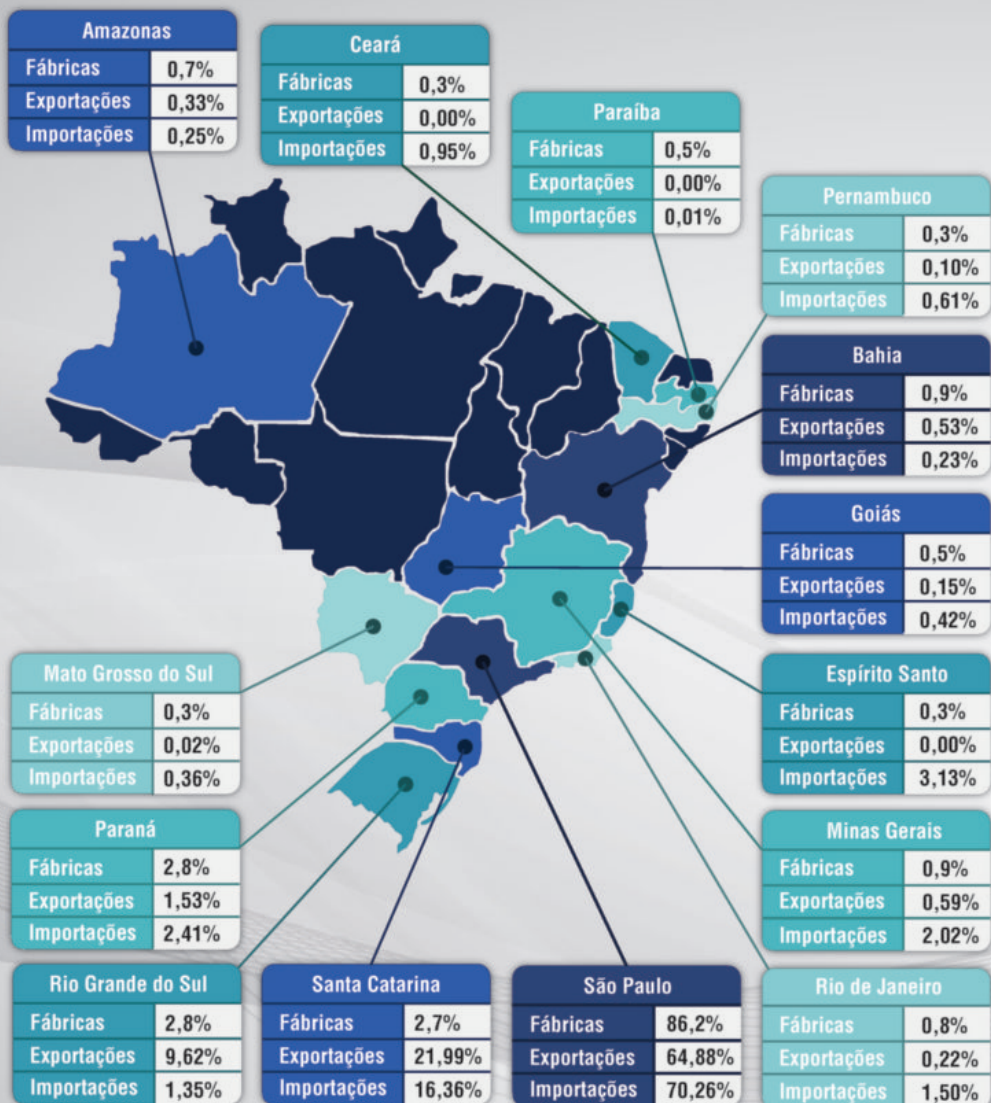 Amazonas
Fábricas 0,7%
Exportações 0,33%
Importações 0,25%
Ceará
Fábricas 0,3%
Exportações 0,00%
Importações 0,95%
Paraíba
Fábricas 0,5%
Exportações 0,00%
Importações 0,01%
Pernambuco
Fábricas 0,3%
Exportações 0,10%
Importações 0,61%
Bahia
Fábricas 0,9%
Exportações 0,53%
Importações 0,23%
Goiás
Fábricas 0,5%
Exportações 0,15%
Importações 0,42%
Mato Grosso do Sul
Fábricas 0,3%
Exportações 0,02%
Importações 0,36%
Espírito Santo
Fábricas 0,3%
Exportações 0,00%
Importações 3,13%
Paraná
Fábricas 2,8%
Exportações 1,53%
Importações 2,41%
Minas Gerais
Fábricas 0,9%
Exportações 0,59%
Importações 2,02%
Rio Grande do Sul
Fábricas 2,8%
Exportações 9,62%
Importações 1,35%
Santa Catarina
Fábricas 2,7%
Exportações 21,99%
Importações 16,36%
São Paulo
Fábricas 86,2%
Exportações 64,88%
Importações 70,26%
Rio de Janeiro
Fábricas 0,8%
Exportações 0,22%
Importações 1,50%